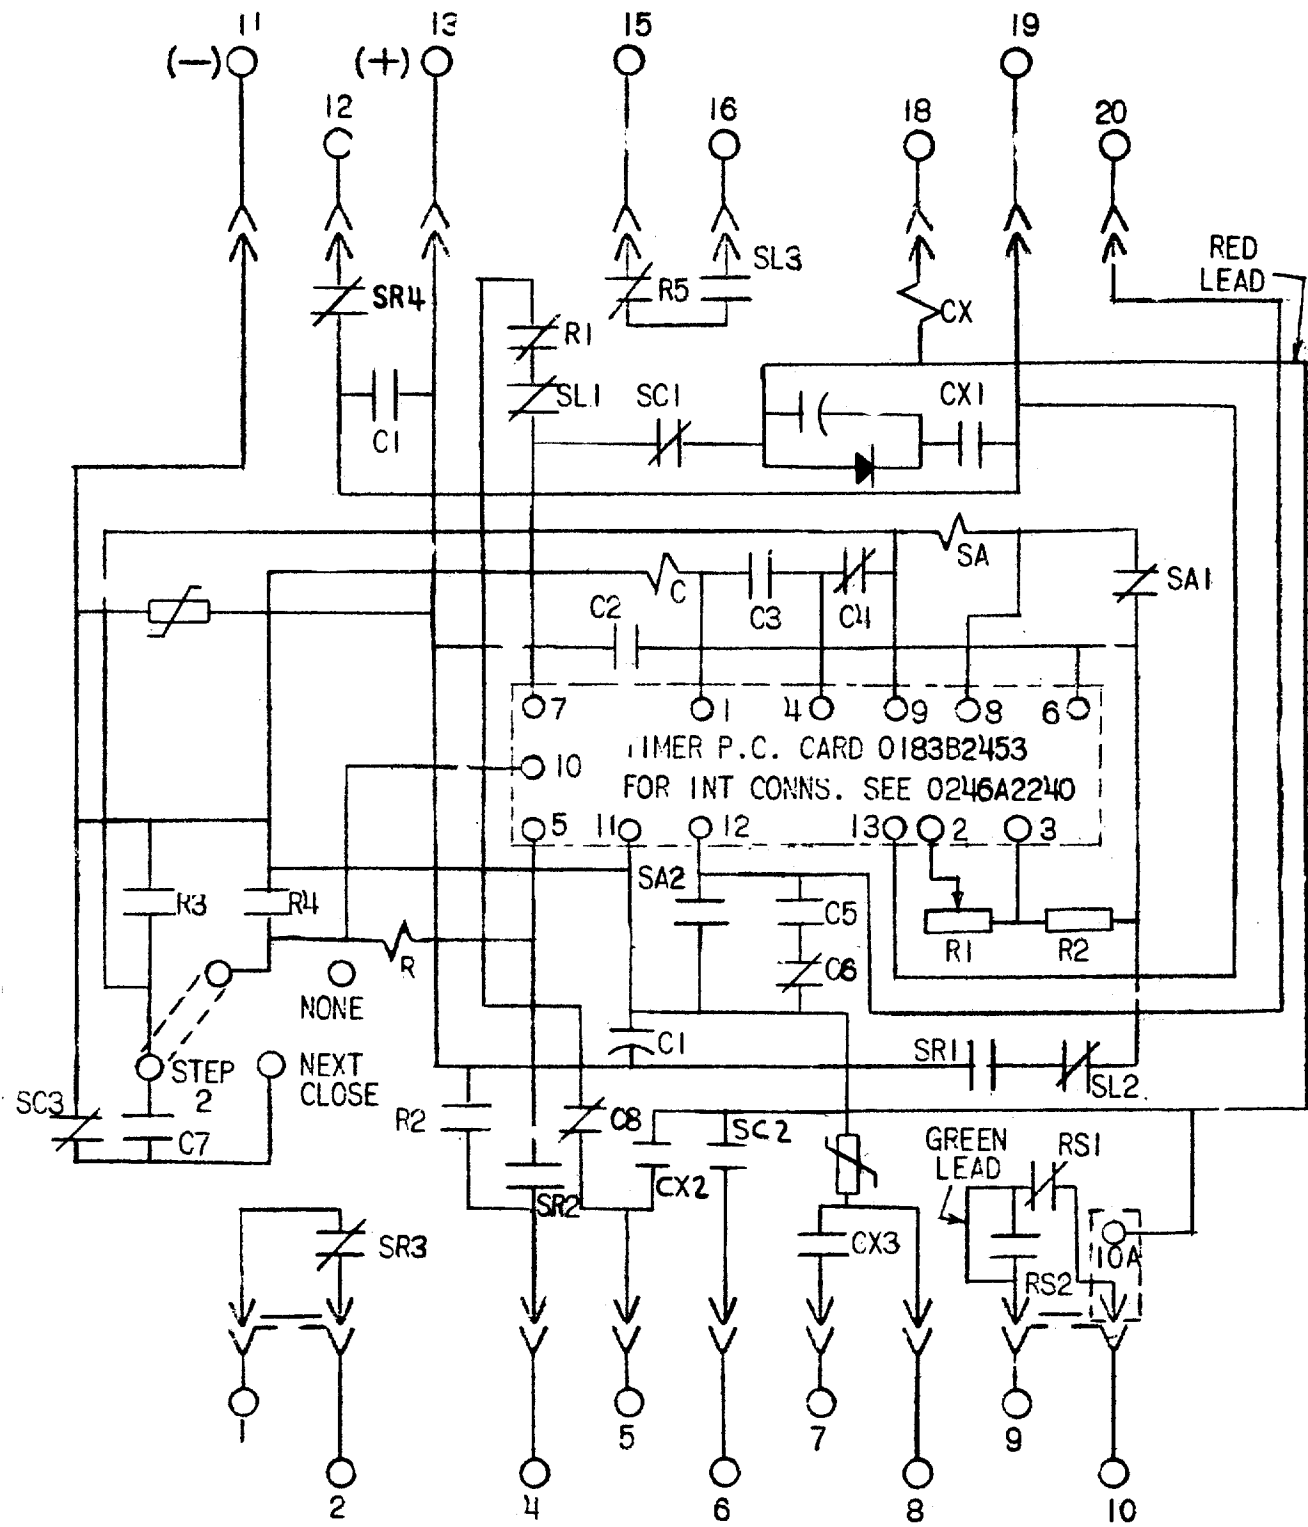 11 13 15 19
(−) (+)
12 16 18 20
RED
LEAD
SL3
SR4 R5
CX
R1
SL1 SC1 CX1
C1
SA
SA1
C
C2 C3 C4
7 1 4 9 8 6
TIMER P.C. CARD 0183B2453
10
FOR INT CONNS. SEE 0246A2240
5 11 12 13 2 3
SA2
R3 R4 C5
R1 R2
R C6
NONE
C1 SR1
STEP
2
NEXT
CLOSE
SL2
SC3
R2 C8 SC2
C7
GREEN
LEAD
RS1
CX2
SR2
SR3 CX3
10A
RS2
1 5 7 9
2 4 6 8 10